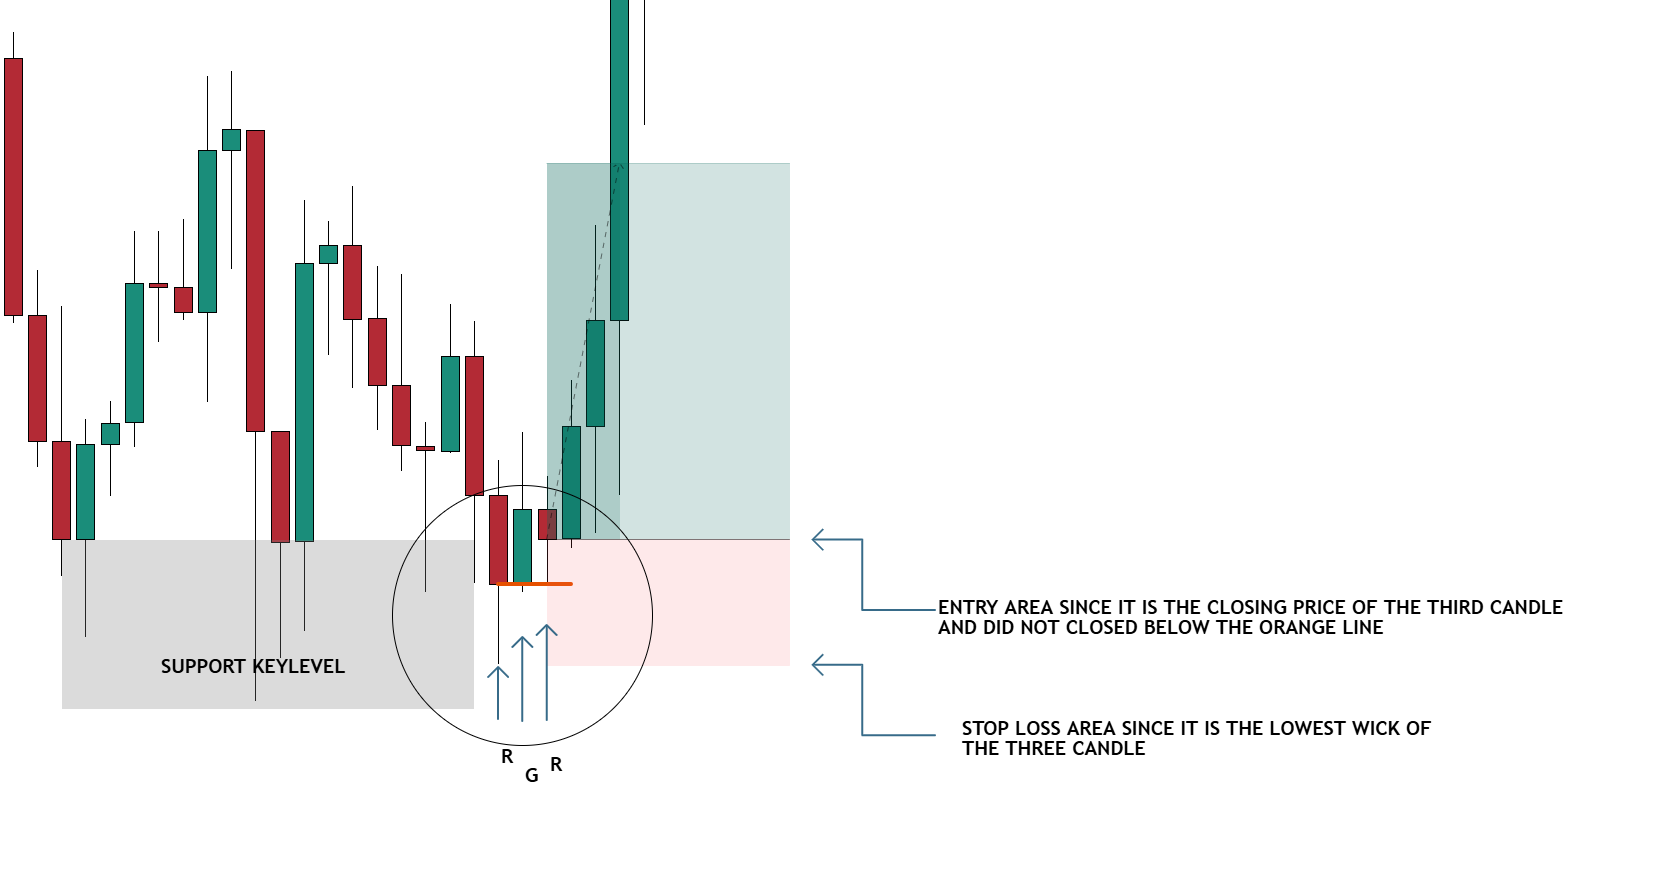 ENTRY AREA SINCE IT IS THE CLOSING PRICE OF THE THIRD CANDLE
AND DID NOT CLOSED BELOW THE ORANGE LINE
SUPPORT KEYLEVEL
STOP LOSS AREA SINCE IT IS THE LOWEST WICK OF
THE THREE CANDLE
R
G
R